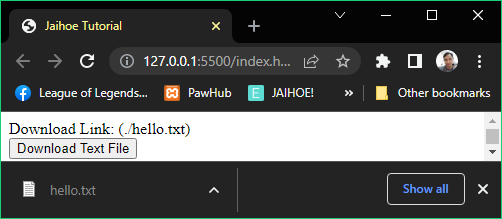 Jaihoe Tutorial
127.0.0.1:5500/index.h...
League of Legends... PawHub E JAIHOE! » Other bookmarks
Download Link: (./hello.txt)
Download Text File
hello.txt Show all